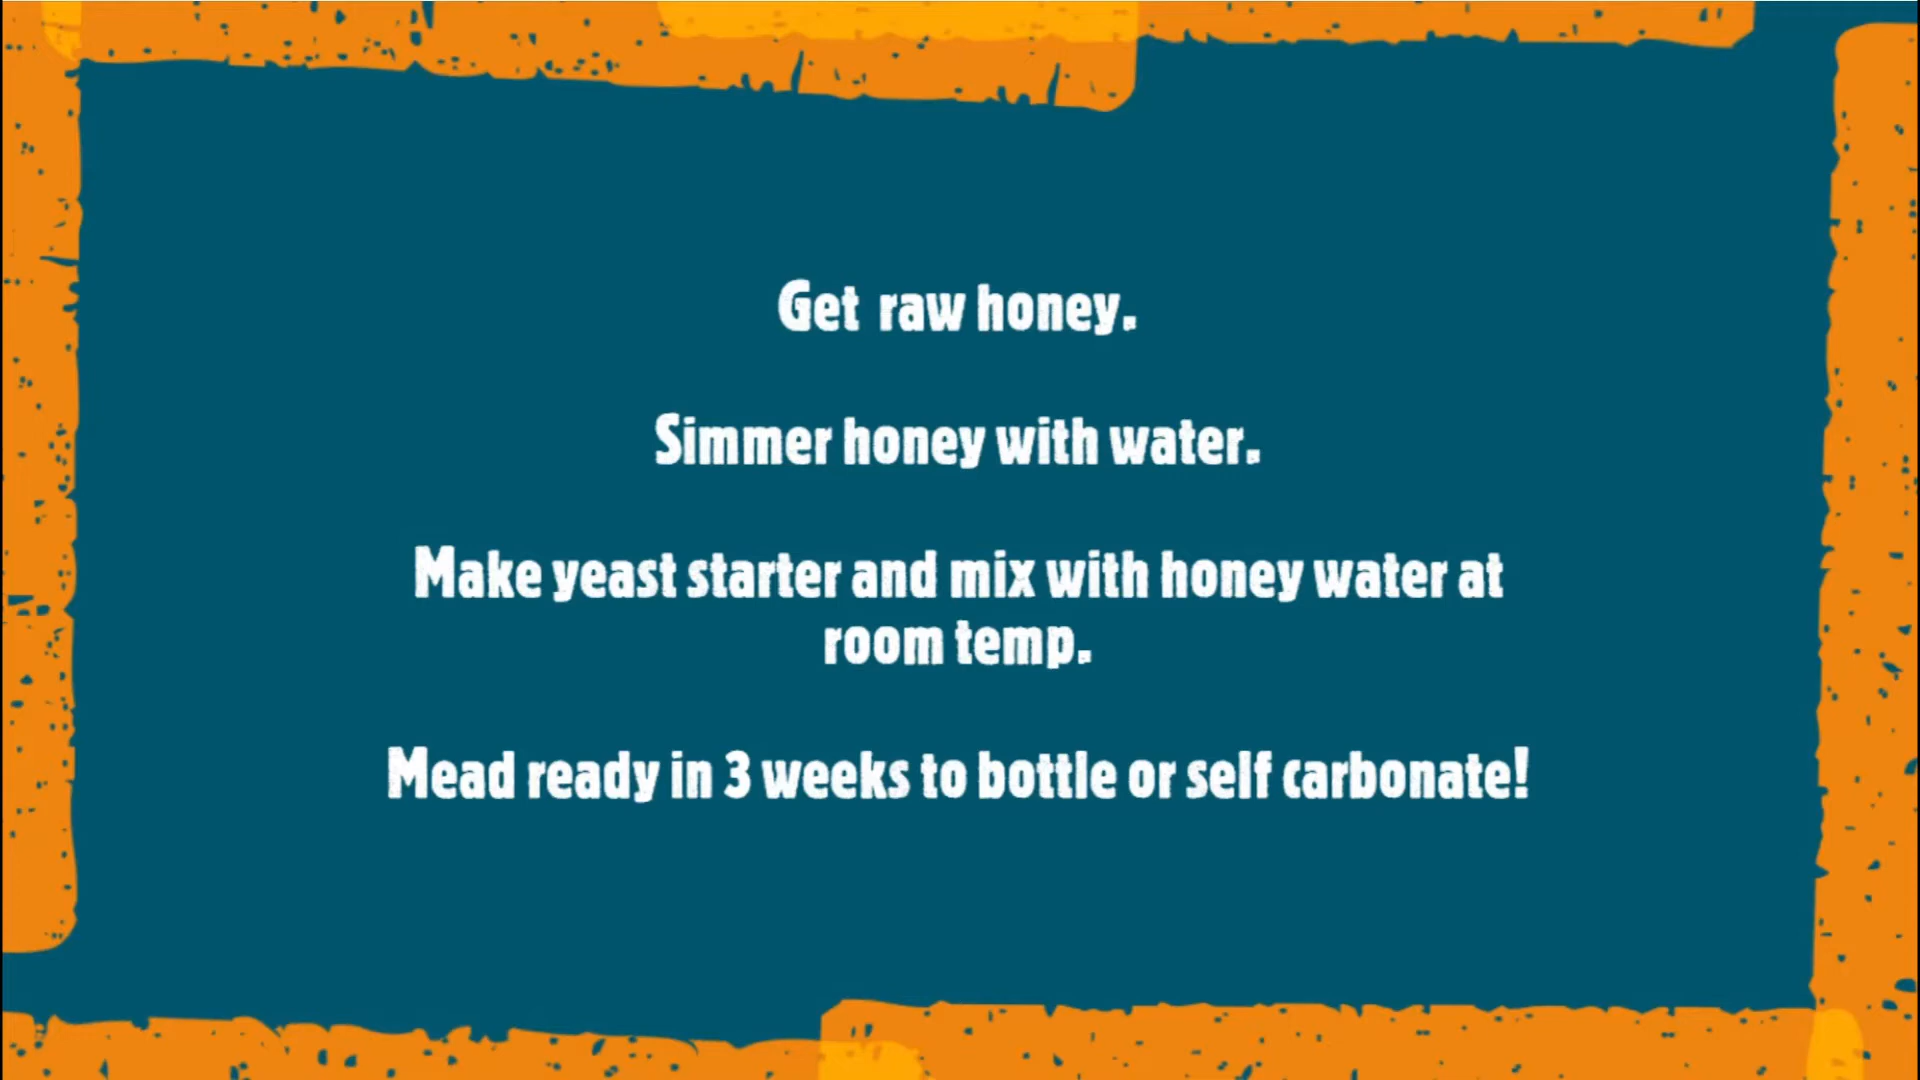 Get raw honey.
Simmer honey with water.
Make yeast starter and mix with honey water at
room temp.
Mead ready in 3 weeks to bottle or self carbonate!